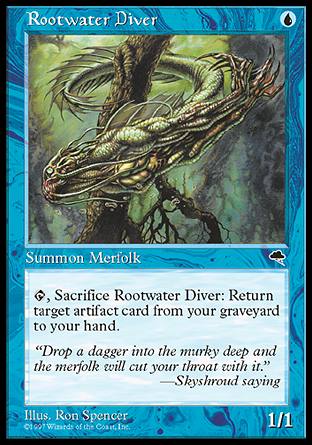 Rootwater Diver
Summon Merfolk
, Sacrifice Rootwater Diver: Return
target artifact card from your graveyard
to your hand.
"Drop a dagger into the murky deep and
the merfolk will cut your throat with it."
—Skyshroud saying
Illus. Ron Spencer
©1997 Wizards of the Coast, Inc.
1/1